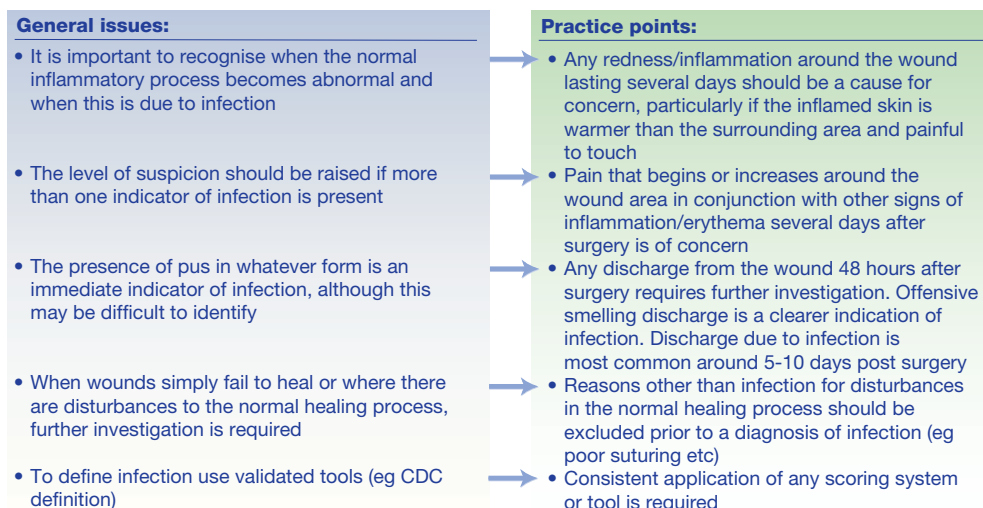 General issues:
• It is important to recognise when the normal
inflammatory process becomes abnormal and
when this is due to infection
• The level of suspicion should be raised if more
than one indicator of infection is present
• The presence of pus in whatever form is an
immediate indicator of infection, although this
may be difficult to identify
• When wounds simply fail to heal or where there
are disturbances to the normal healing process,
further investigation is required
• To define infection use validated tools (eg CDC
definition)
Practice points:
• Any redness/inflammation around the wound
lasting several days should be a cause for
concern, particularly if the inflamed skin is
warmer than the surrounding area and painful
to touch
• Pain that begins or increases around the
wound area in conjunction with other signs of
inflammation/erythema several days after
surgery is of concern
• Any discharge from the wound 48 hours after
surgery requires further investigation. Offensive
smelling discharge is a clearer indication of
infection. Discharge due to infection is
most common around 5-10 days post surgery
• Reasons other than infection for disturbances
in the normal healing process should be
excluded prior to a diagnosis of infection (eg
poor suturing etc)
• Consistent application of any scoring system
or tool is required